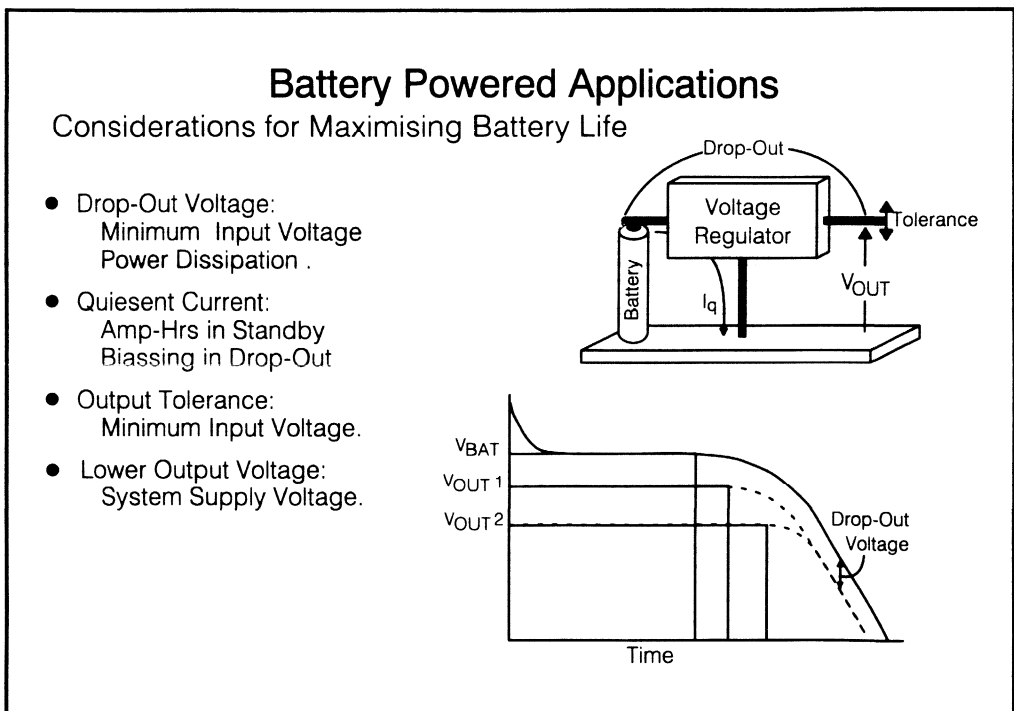 Battery Powered Applications
Considerations for Maximising Battery Life
● Drop-Out Voltage:
Minimum Input Voltage
Power Dissipation .
● Quiesent Current:
Amp-Hrs in Standby
Biassing in Drop-Out
● Output Tolerance:
Minimum Input Voltage.
● Lower Output Voltage:
System Supply Voltage.
Drop-Out
Voltage
Regulator
Tolerance
Battery
Iq
VOUT
VBAT
VOUT 1
VOUT 2
Drop-Out
Voltage
Time